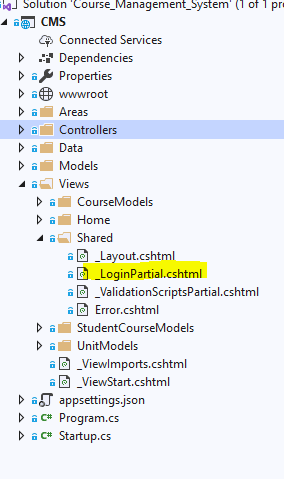 Solution 'Course_Management_System' (1 of 1 pro
CMS
Connected Services
Dependencies
Properties
wwwroot
Areas
Controllers
Data
Models
Views
CourseModels
Home
Shared
_Layout.cshtml
_LoginPartial.cshtml
_ValidationScriptsPartial.cshtml
Error.cshtml
StudentCourseModels
UnitModels
_ViewImports.cshtml
_ViewStart.cshtml
appsettings.json
C# Program.cs
C# Startup.cs